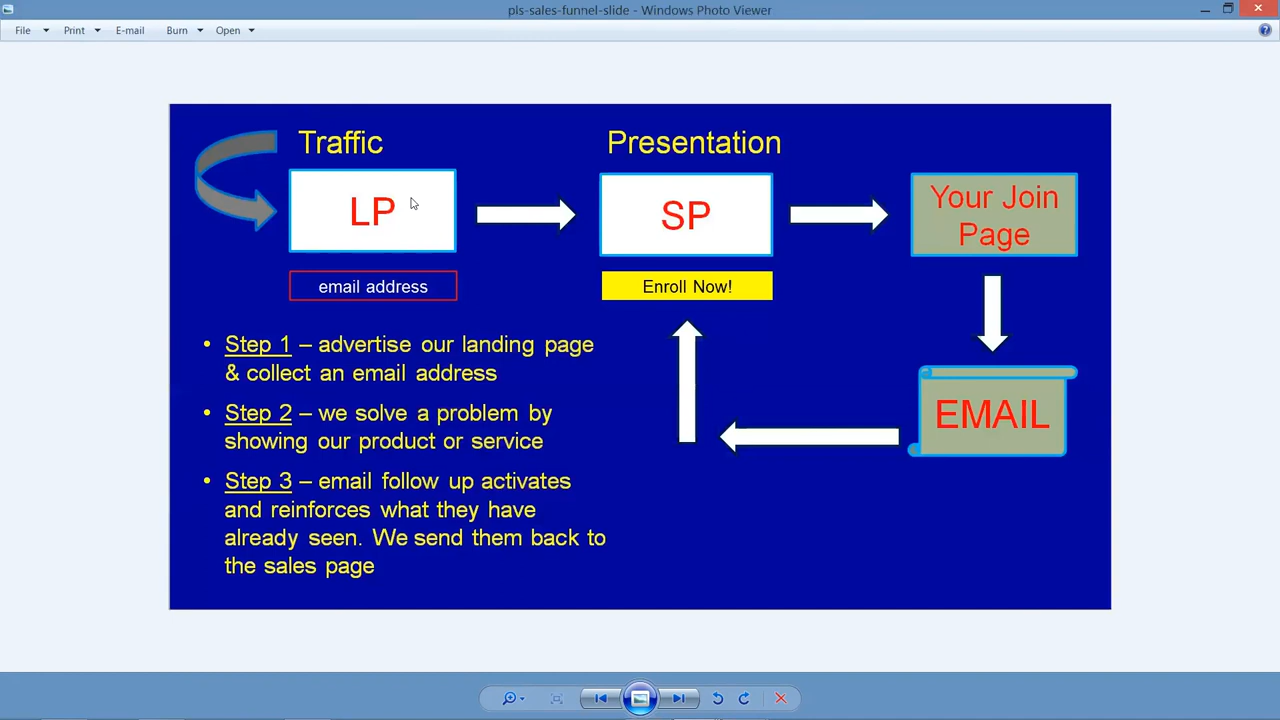 pls-sales-funnel-slide - Windows Photo Viewer
File Print E-mail Burn Open
Traffic
Presentation
LP
SP
Your Join
Page
email address
Enroll Now!
• Step 1 – advertise our landing page
& collect an email address
• Step 2 – we solve a problem by
showing our product or service
• Step 3 – email follow up activates
and reinforces what they have
already seen. We send them back to
the sales page
EMAIL